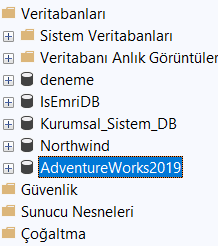 Veritabanları
Sistem Veritabanları
Veritabanı Anlık Görüntüler
deneme
IsEmriDB
Kurumsal_Sistem_DB
Northwind
AdventureWorks2019
Güvenlik
Sunucu Nesneleri
Çoğaltma